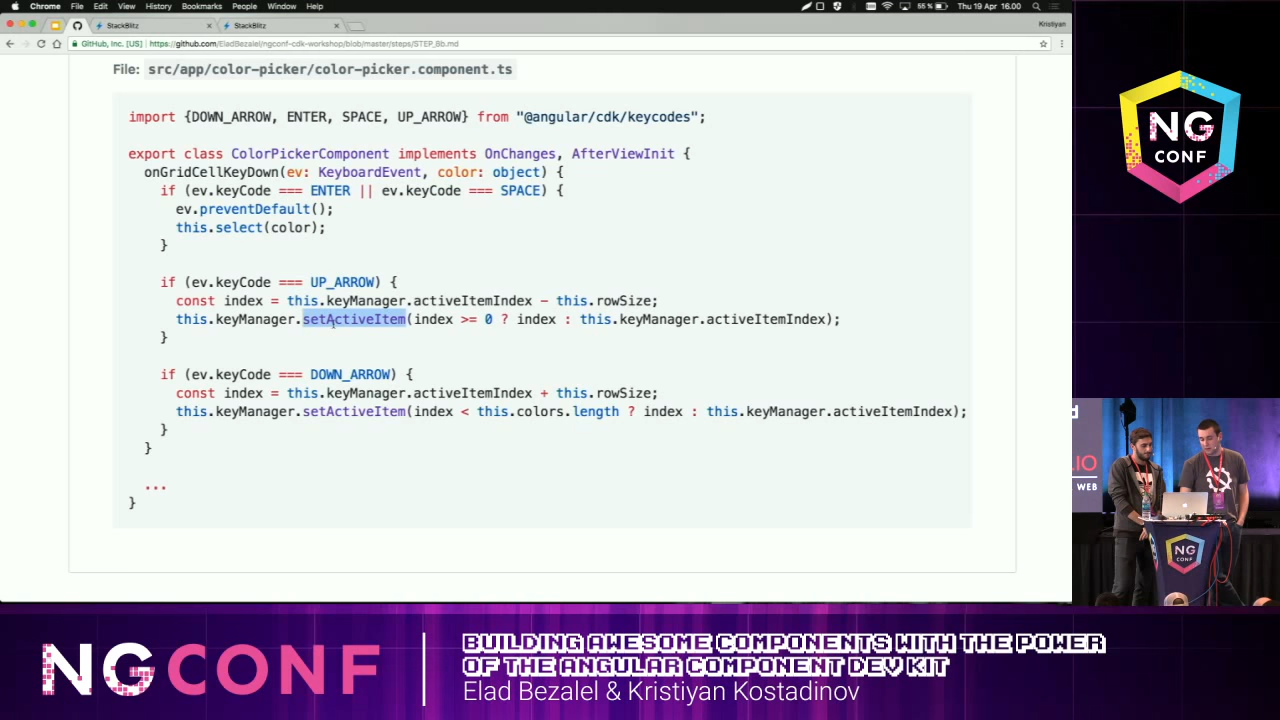 Chrome File Edit View History Bookmarks People Window Help
55 % Thu 19 Apr 16.00
StackBlitz
StackBlitz
Kristiyan
GitHub, Inc. [US] https://github.com/EladBezalel/ngconf-cdk-workshop/blob/master/steps/STEP_8b.md
File: src/app/color-picker/color-picker.component.ts
import {DOWN_ARROW, ENTER, SPACE, UP_ARROW} from "@angular/cdk/keycodes";
export class ColorPickerComponent implements OnChanges, AfterViewInit {
onGridCellKeyDown(ev: KeyboardEvent, color: object) {
if (ev.keyCode === ENTER || ev.keyCode === SPACE) {
ev.preventDefault();
this.select(color);
}
if (ev.keyCode === UP_ARROW) {
const index = this.keyManager.activeItemIndex - this.rowSize;
this.keyManager.setActiveItem(index >= 0 ? index : this.keyManager.activeItemIndex);
}
if (ev.keyCode === DOWN_ARROW) {
const index = this.keyManager.activeItemIndex + this.rowSize;
this.keyManager.setActiveItem(index < this.colors.length ? index : this.keyManager.activeItemIndex);
}
}
...
}
NG
CONF
d
IO
WEB
NG
CONF
NGCONF
BUILDING AWESOME COMPONENTS WITH THE POWER
OF THE ANGULAR COMPONENT DEV KIT
Elad Bezalel & Kristiyan Kostadinov